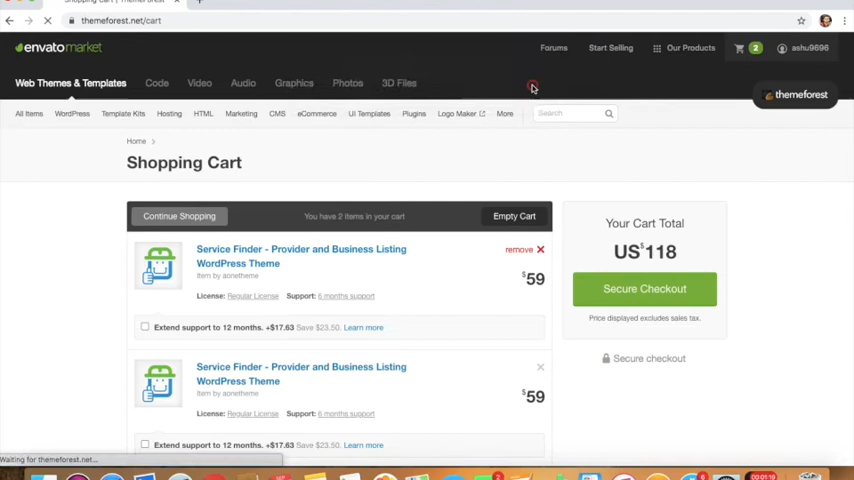 Shopping Cart | ThemeForest
themeforest.net/cart
envatomarket
Forums
Start Selling
Our Products
2
ashu9696
Web Themes & Templates
Code
Video
Audio
Graphics
Photos
3D Files
themeforest
All Items
WordPress
Template Kits
Hosting
HTML
Marketing
CMS
eCommerce
UI Templates
Plugins
Logo Maker
More
Search
Home
Shopping Cart
Continue Shopping
You have 2 items in your cart
Empty Cart
Service Finder - Provider and Business Listing
WordPress Theme
Item by aonetheme
remove
$59
License: Regular License Support: 6 months support
Extend support to 12 months. +$17.63 Save $23.50. Learn more
Service Finder - Provider and Business Listing
WordPress Theme
Item by aonetheme
$59
License: Regular License Support: 6 months support
Extend support to 12 months. +$17.63 Save $23.50. Learn more
Your Cart Total
US$118
Secure Checkout
Price displayed excludes sales tax.
Secure checkout
Waiting for themeforest.net...